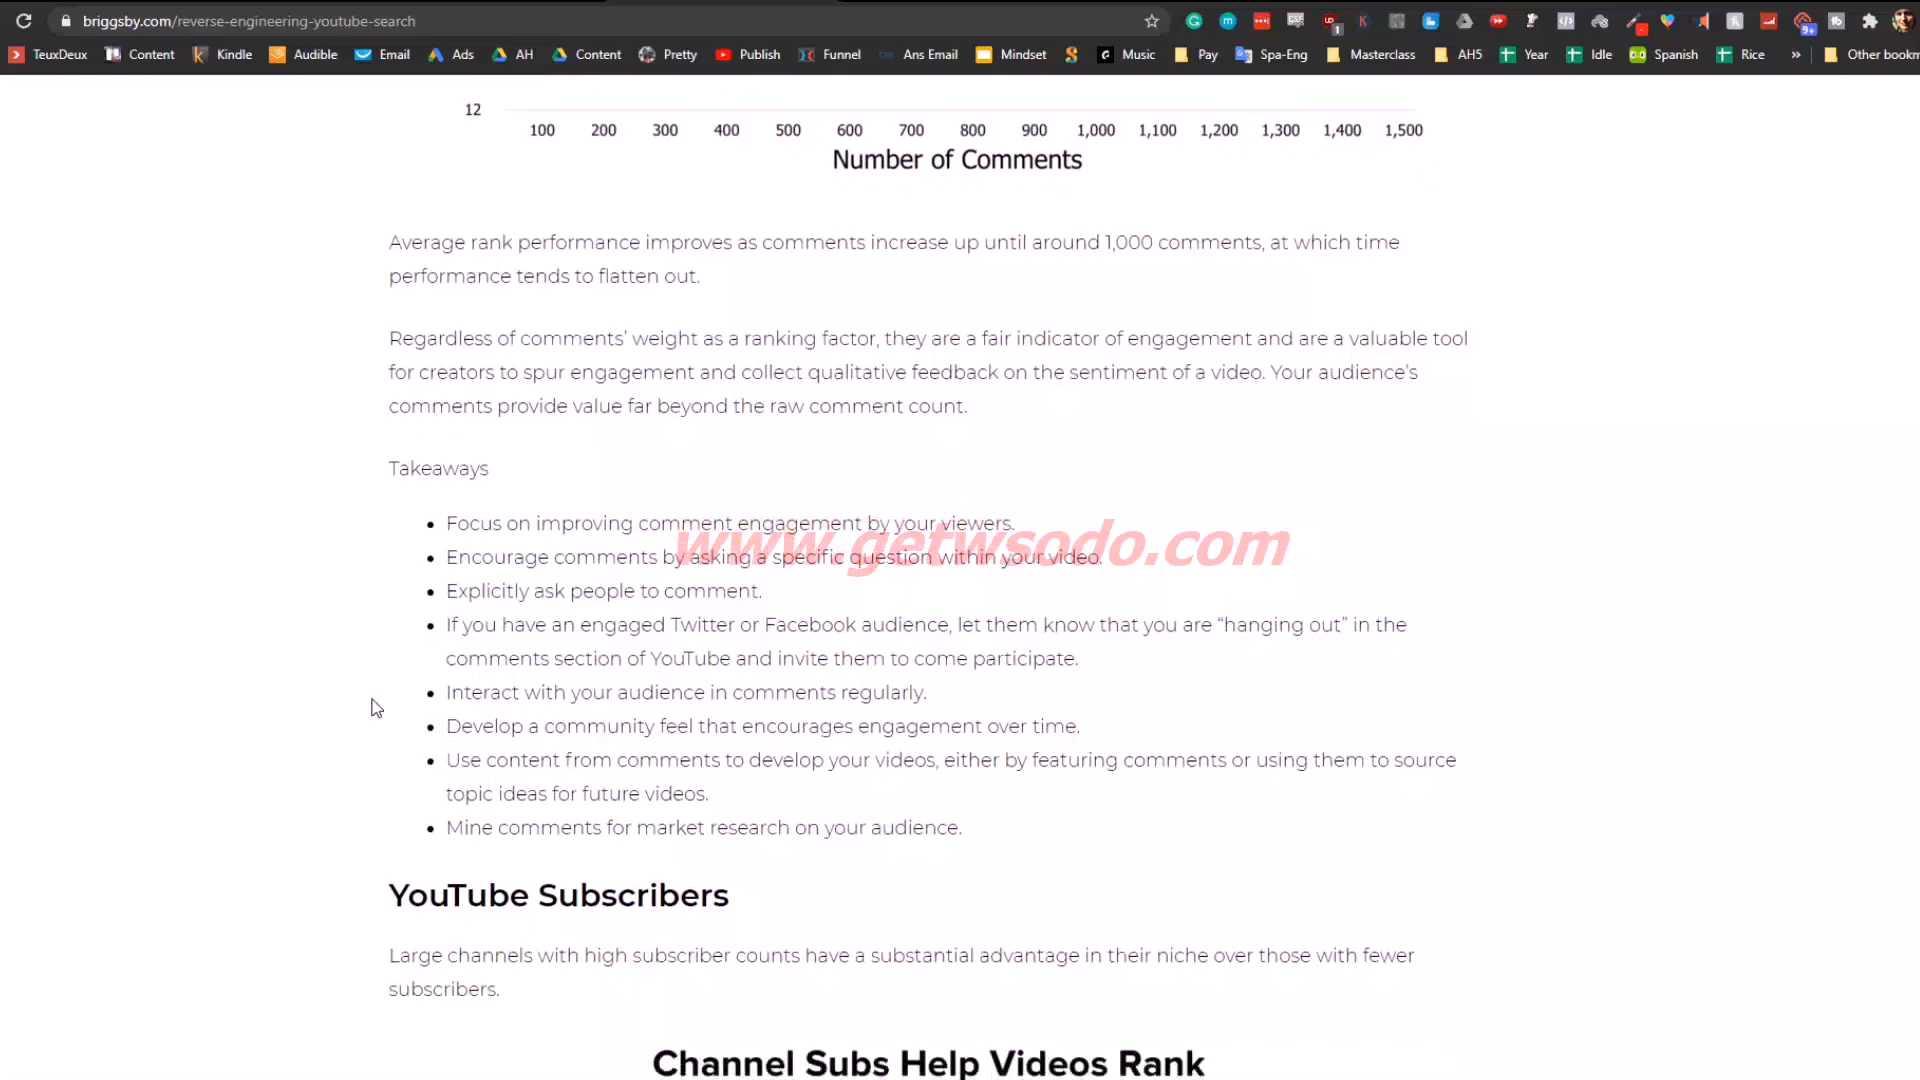 briggsby.com/reverse-engineering-youtube-search
TeuxDeux Content Kindle Audible Email Ads AH Content Pretty Publish Funnel Ans Email Mindset Music Pay Spa-Eng Masterclass AH5 Year Idle Spanish Rice » Other bookm
12
100 200 300 400 500 600 700 800 900 1,000 1,100 1,200 1,300 1,400 1,500
Number of Comments
Average rank performance improves as comments increase up until around 1,000 comments, at which time
performance tends to flatten out.
Regardless of comments’ weight as a ranking factor, they are a fair indicator of engagement and are a valuable tool
for creators to spur engagement and collect qualitative feedback on the sentiment of a video. Your audience’s
comments provide value far beyond the raw comment count.
Takeaways
• Focus on improving comment engagement by your viewers.
www.getwsodo.com
• Encourage comments by asking a specific question within your video.
• Explicitly ask people to comment.
• If you have an engaged Twitter or Facebook audience, let them know that you are “hanging out” in the
comments section of YouTube and invite them to come participate.
• Interact with your audience in comments regularly.
• Develop a community feel that encourages engagement over time.
• Use content from comments to develop your videos, either by featuring comments or using them to source
topic ideas for future videos.
• Mine comments for market research on your audience.
YouTube Subscribers
Large channels with high subscriber counts have a substantial advantage in their niche over those with fewer
subscribers.
Channel Subs Help Videos Rank